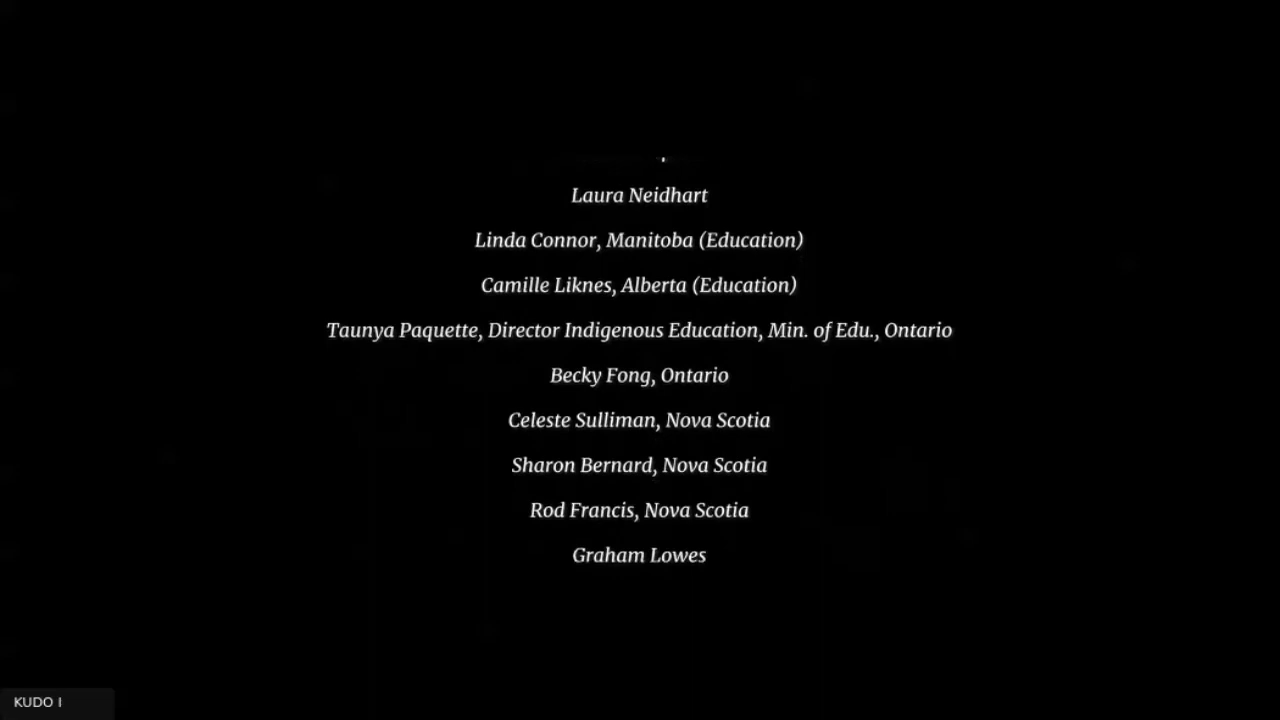 Laura Neidhart
Linda Connor, Manitoba (Education)
Camille Liknes, Alberta (Education)
Taunya Paquette, Director Indigenous Education, Min. of Edu., Ontario
Becky Fong, Ontario
Celeste Sulliman, Nova Scotia
Sharon Bernard, Nova Scotia
Rod Francis, Nova Scotia
Graham Lowes
KUDO I